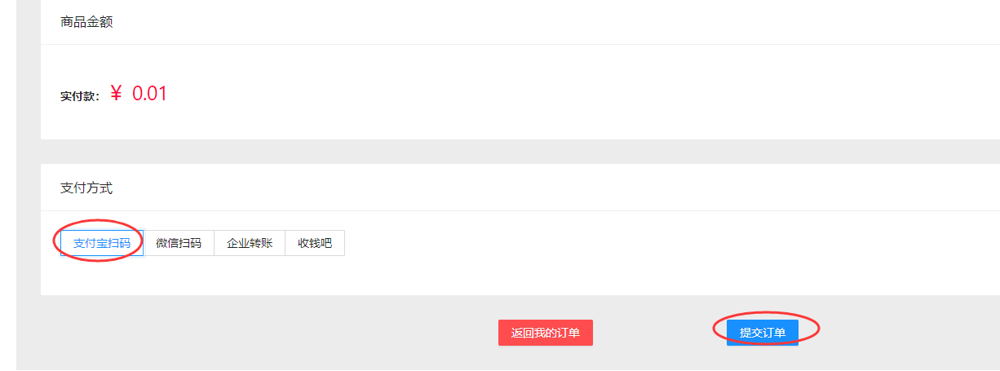 商品金额
实付款： ¥ 0.01
支付方式
支付宝扫码 微信扫码 企业转账 收钱吧
返回我的订单 提交订单